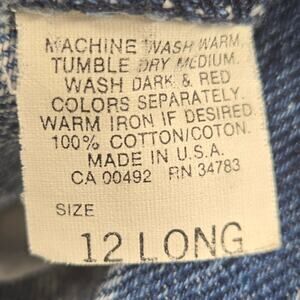 MACHINE WASH WARM,
TUMBLE DRY MEDIUM.
WASH DARK & RED
COLORS SEPARATELY.
WARM IRON IF DESIRED
100% COTTON/COTON.
MADE IN U.S.A.
CA 00492 RN 34783
SIZE
12 LONG